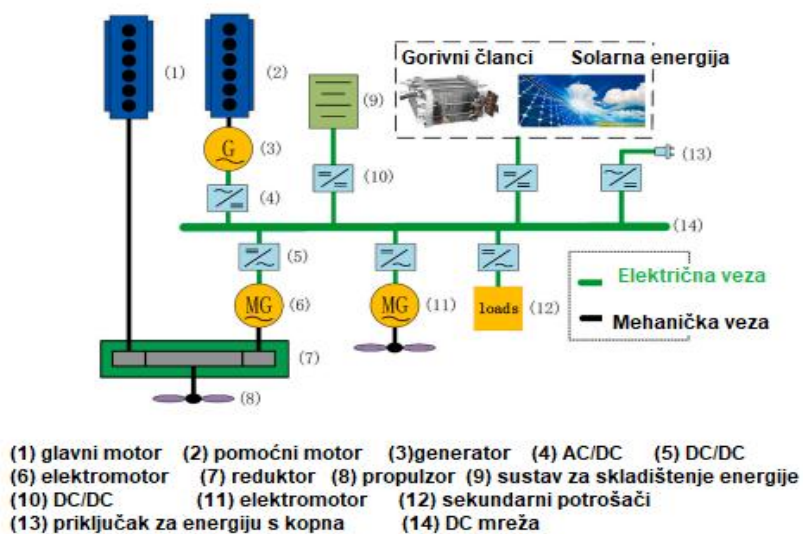 Gorivni članci Solarna energija
(1)
(2)
(9)
G
(3)
(13)
(10)
(4)
(14)
(5)
Električna veza
MG
(6)
MG
(11)
loads
(12)
Mehanička veza
(7)
(8)
(1) glavni motor (2) pomoćni motor (3)generator (4) AC/DC (5) DC/DC
(6) elektromotor (7) reduktor (8) propulzor (9) sustav za skladištenje energije
(10) DC/DC (11) elektromotor (12) sekundarni potrošači
(13) priključak za energiju s kopna (14) DC mreža